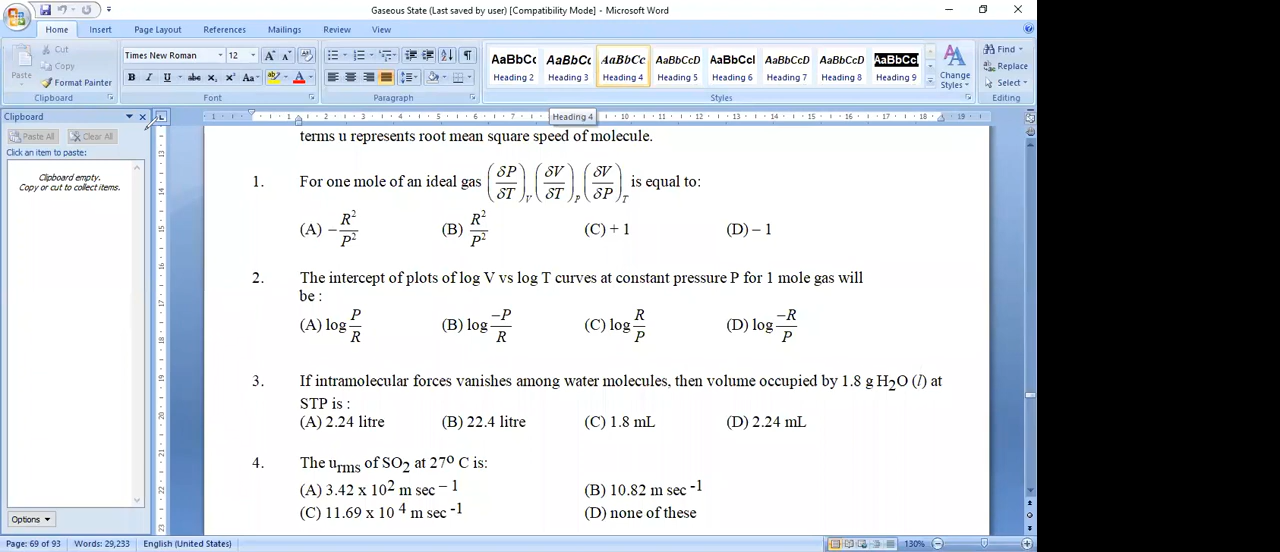 Gaseous State (Last saved by user) [Compatibility Mode] - Microsoft Word
Home Insert Page Layout References Mailings Review View
Cut
Copy
Format Painter
Paste
Clipboard
Times New Roman 12
Font
Paragraph
AaBbC AaBbC AaBbCc AaBbCcD AaBbCcI AaBbCcD AaBbCcD AaBbCcI
Heading 2 Heading 3 Heading 4 Heading 5 Heading 6 Heading 7 Heading 8 Heading 9
Change Styles
Styles
Find
Replace
Select
Editing
Heading 4
Clipboard
Paste All Clear All
Click an item to paste:
Clipboard empty.
Copy or cut to collect items.
Options
terms u represents root mean square speed of molecule.
1. For one mole of an ideal gas (δP/δT)_V (δV/δT)_P (δV/δP)_T is equal to:
(A) −R²/P² (B) R²/P² (C) + 1 (D) – 1
2. The intercept of plots of log V vs log T curves at constant pressure P for 1 mole gas will
be :
(A) log P/R (B) log −P/R (C) log R/P (D) log −R/P
3. If intramolecular forces vanishes among water molecules, then volume occupied by 1.8 g H₂O (l) at
STP is :
(A) 2.24 litre (B) 22.4 litre (C) 1.8 mL (D) 2.24 mL
4. The u_rms of SO₂ at 27⁰ C is:
(A) 3.42 x 10² m sec⁻¹ (B) 10.82 m sec⁻¹
(C) 11.69 x 10⁴ m sec⁻¹ (D) none of these
Page: 69 of 93 Words: 29,233 English (United States) 130%